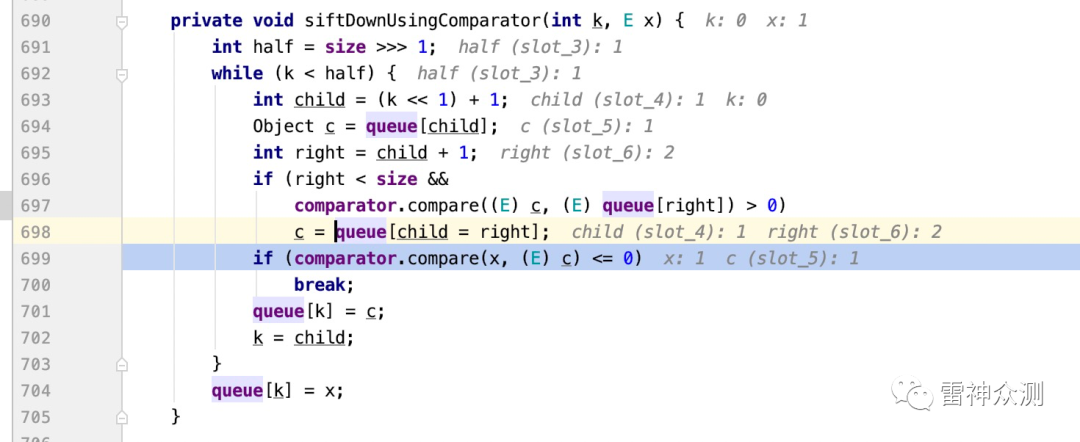 690 private void siftDownUsingComparator(int k, E x) { k: 0 x: 1
691 int half = size >>> 1; half (slot_3): 1
692 while (k < half) { half (slot_3): 1
693 int child = (k << 1) + 1; child (slot_4): 1 k: 0
694 Object c = queue[child]; c (slot_5): 1
695 int right = child + 1; right (slot_6): 2
696 if (right < size &&
697 comparator.compare((E) c, (E) queue[right]) > 0)
698 c = queue[child = right]; child (slot_4): 1 right (slot_6): 2
699 if (comparator.compare(x, (E) c) <= 0) x: 1 c (slot_5): 1
700 break;
701 queue[k] = c;
702 k = child;
703 }
704 queue[k] = x;
705 }
雷神众测